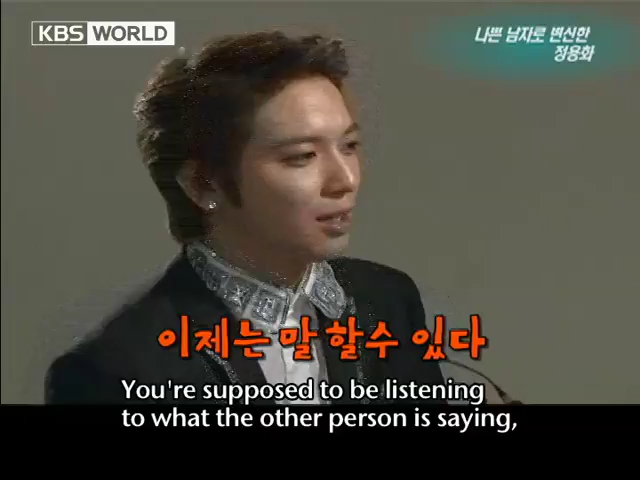 KBS WORLD
나쁜 남자로 변신한
정용화
이제는 말 할수 있다
You're supposed to be listening
to what the other person is saying,